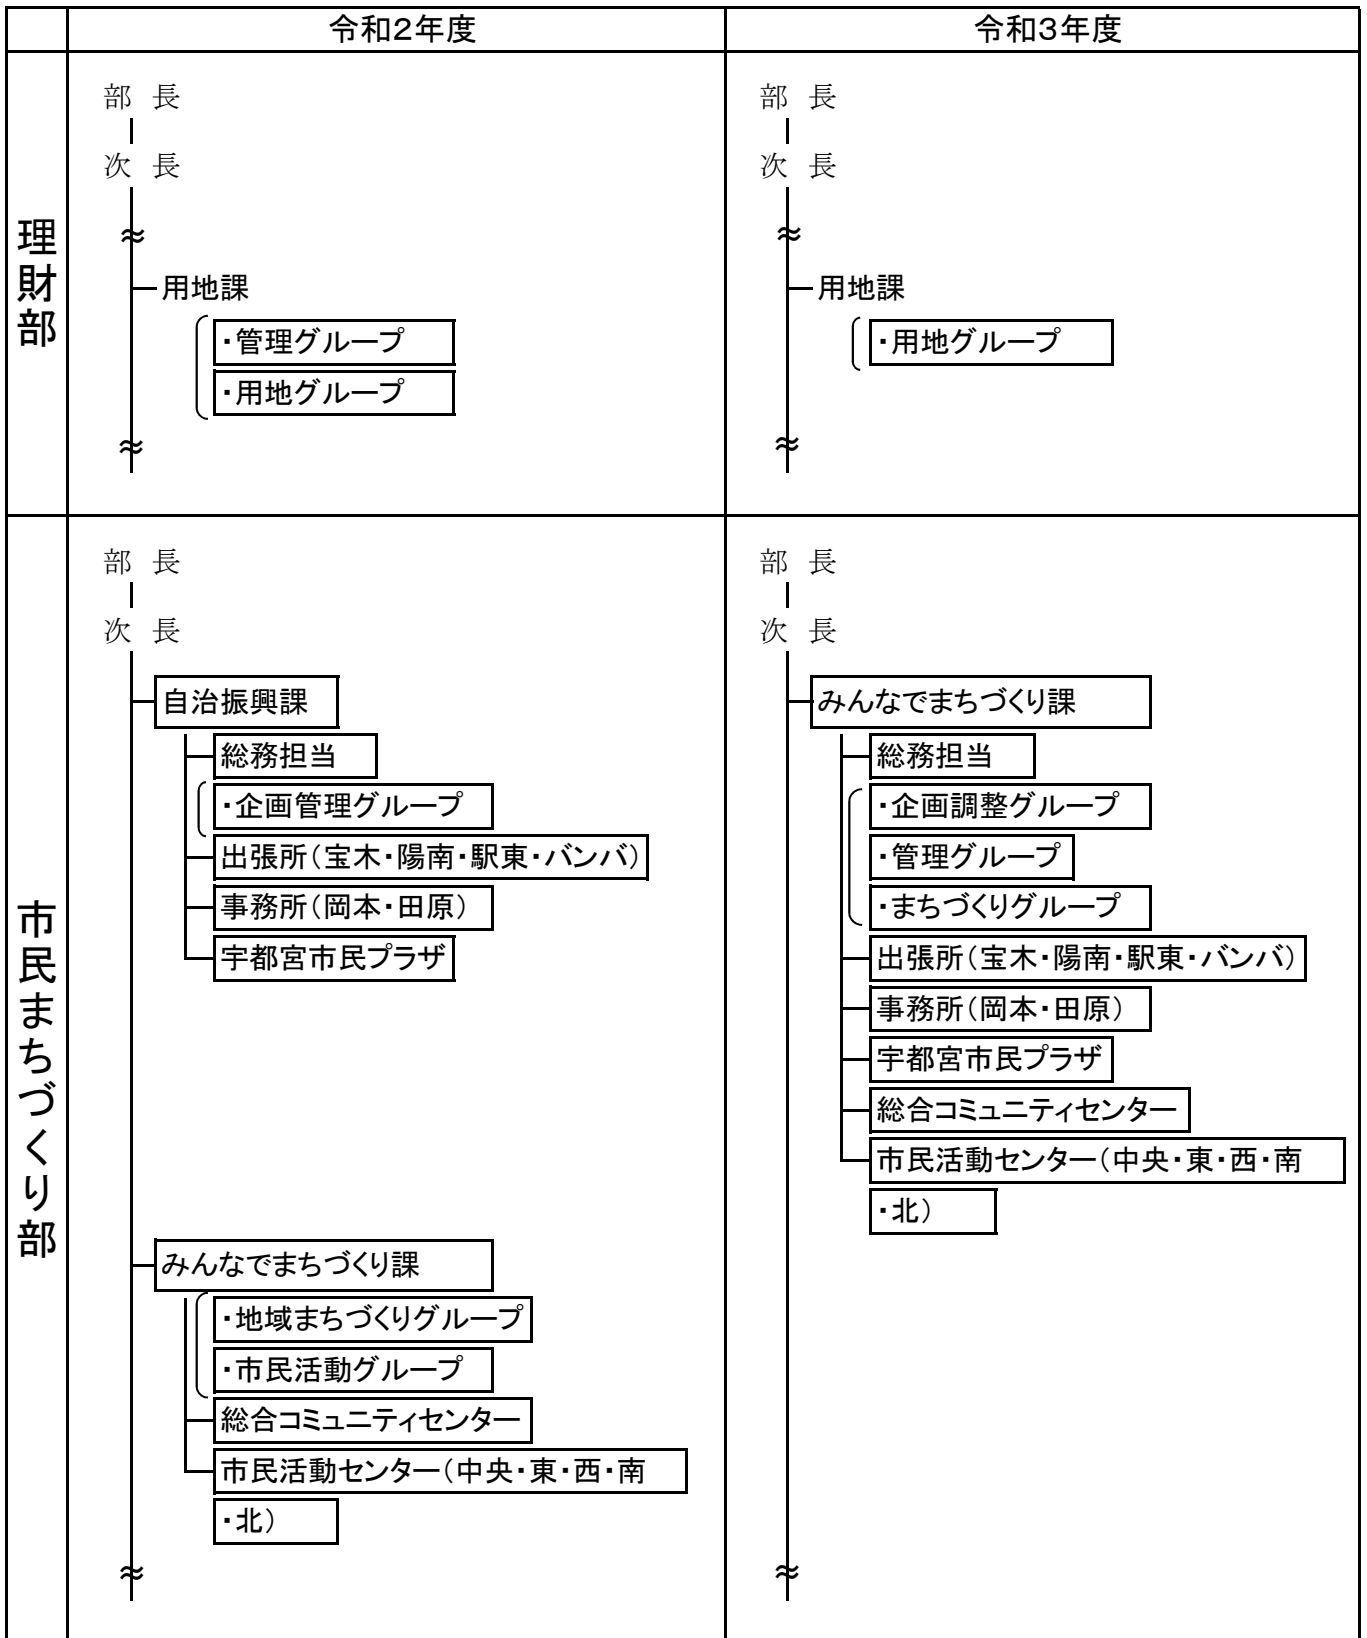 令和２年度
令和３年度
理財部
部 長
次 長
用地課
・管理グループ
・用地グループ
部 長
次 長
用地課
・用地グループ
市民まちづくり部
部 長
次 長
自治振興課
総務担当
・企画管理グループ
出張所（宝木・陽南・駅東・バンバ）
事務所（岡本・田原）
宇都宮市民プラザ
みんなでまちづくり課
・地域まちづくりグループ
・市民活動グループ
総合コミュニティセンター
市民活動センター（中央・東・西・南
・北）
部 長
次 長
みんなでまちづくり課
総務担当
・企画調整グループ
・管理グループ
・まちづくりグループ
出張所（宝木・陽南・駅東・バンバ）
事務所（岡本・田原）
宇都宮市民プラザ
総合コミュニティセンター
市民活動センター（中央・東・西・南
・北）